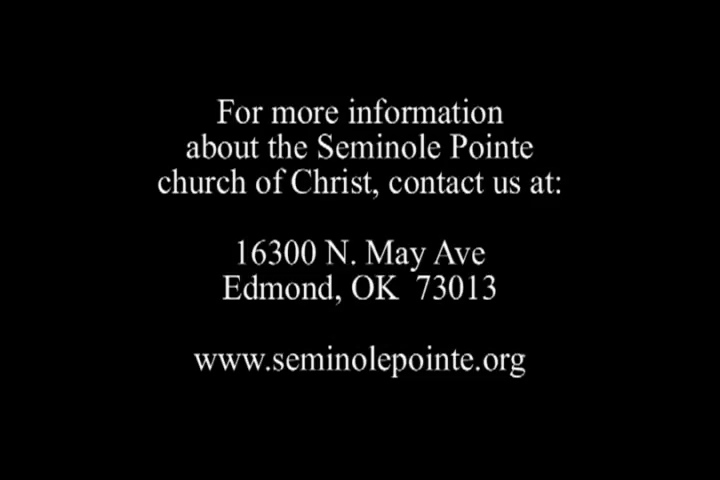 For more information
about the Seminole Pointe
church of Christ, contact us at:
16300 N. May Ave
Edmond, OK  73013
www.seminolepointe.org